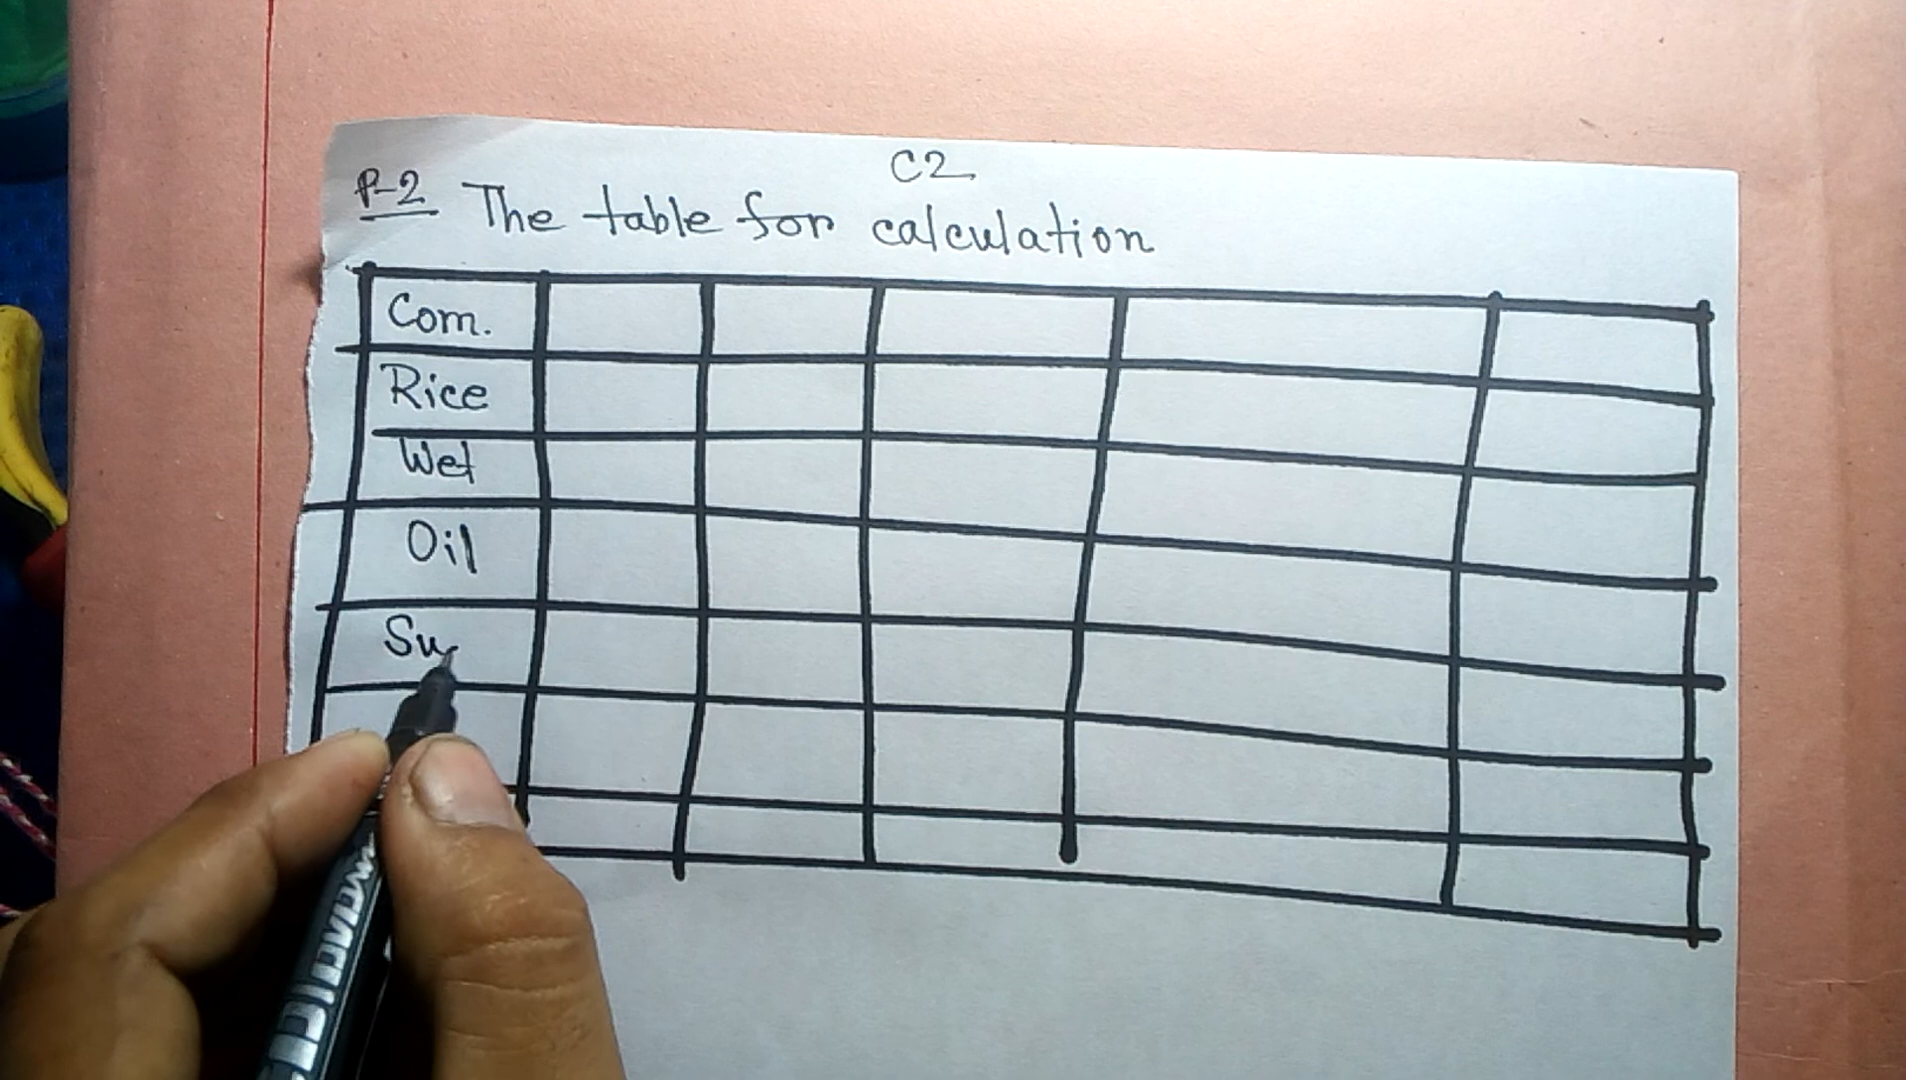 C2
P-2 The table for calculation
Com.
Rice
Wet
Oil
Su